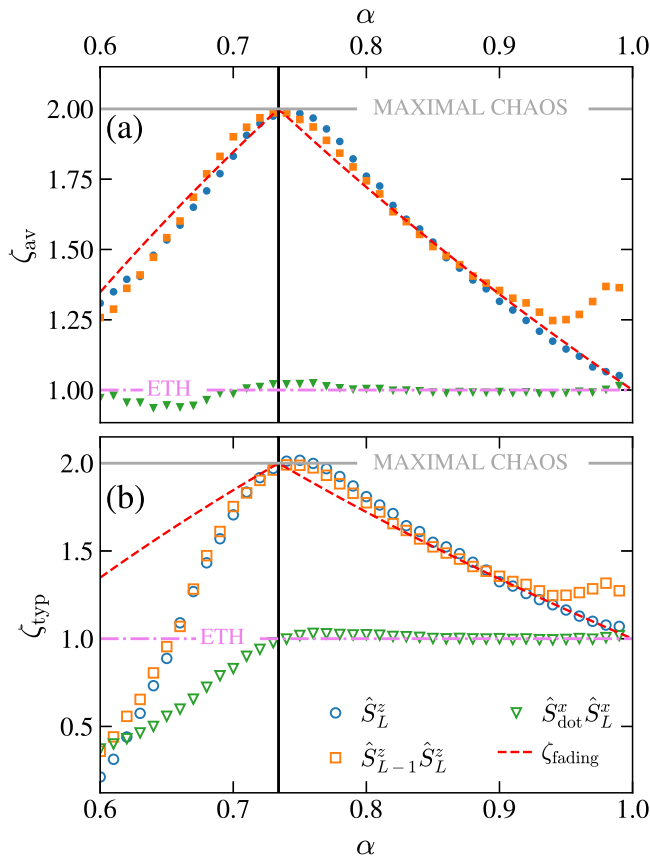 α
0.6 0.7 0.8 0.9 1.0
2.00 MAXIMAL CHAOS
(a)
1.75
ζav
1.50
1.25
ETH
1.00
2.0 MAXIMAL CHAOS
(b)
1.5
ζtyp
1.0 ETH
0.5
Ŝ^z_L
Ŝ^x_dot Ŝ^x_L
Ŝ^z_{L−1} Ŝ^z_L
ζfading
0.6 0.7 0.8 0.9 1.0
α